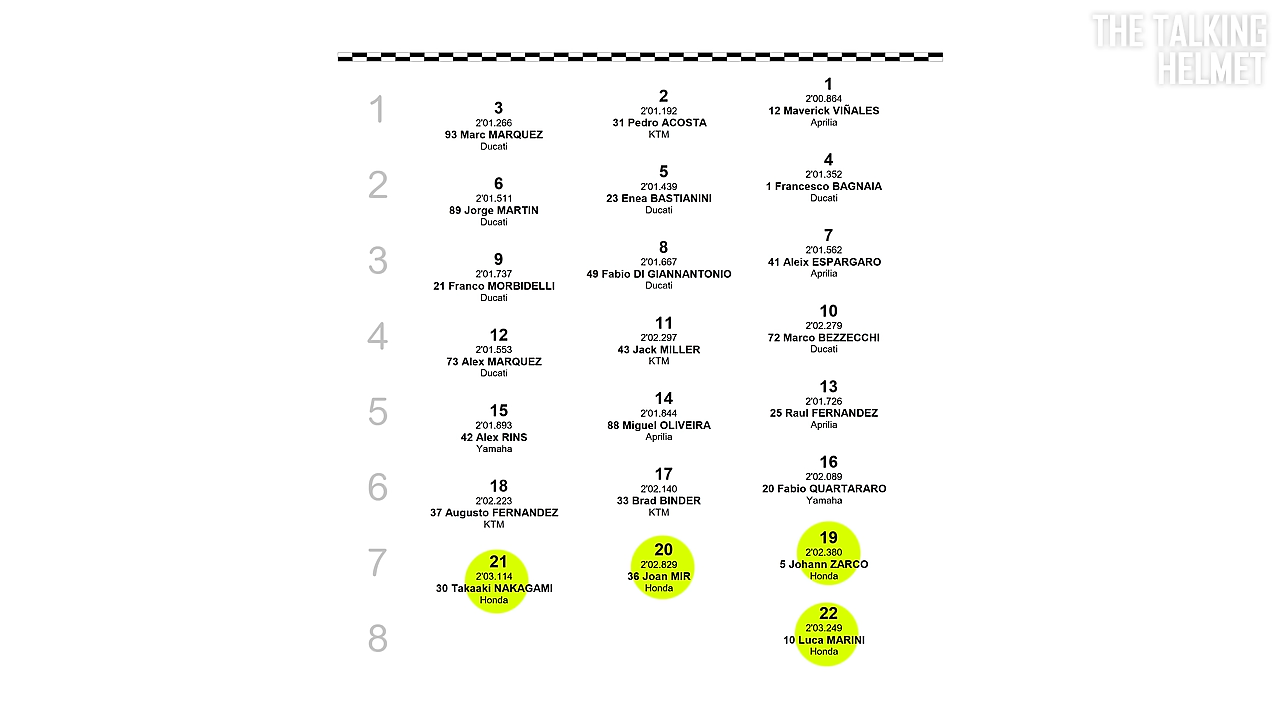 THE TALKING
HELMET
1
3
2'01.266
93 Marc MARQUEZ
Ducati
2
2'01.192
31 Pedro ACOSTA
KTM
1
2'00.864
12 Maverick VIÑALES
Aprilia
2
6
2'01.511
89 Jorge MARTIN
Ducati
5
2'01.439
23 Enea BASTIANINI
Ducati
4
2'01.352
1 Francesco BAGNAIA
Ducati
3
9
2'01.737
21 Franco MORBIDELLI
Ducati
8
2'01.667
49 Fabio DI GIANNANTONIO
Ducati
7
2'01.562
41 Aleix ESPARGARO
Aprilia
4
12
2'01.553
73 Alex MARQUEZ
Ducati
11
2'02.297
43 Jack MILLER
KTM
10
2'02.279
72 Marco BEZZECCHI
Ducati
5
15
2'01.893
42 Alex RINS
Yamaha
14
2'01.844
88 Miguel OLIVEIRA
Aprilia
13
2'01.726
25 Raul FERNANDEZ
Aprilia
6
18
2'02.223
37 Augusto FERNANDEZ
KTM
17
2'02.140
33 Brad BINDER
KTM
16
2'02.089
20 Fabio QUARTARARO
Yamaha
7
21
2'03.114
30 Takaaki NAKAGAMI
Honda
20
2'02.829
36 Joan MIR
Honda
19
2'02.380
5 Johann ZARCO
Honda
8
22
2'03.249
10 Luca MARINI
Honda